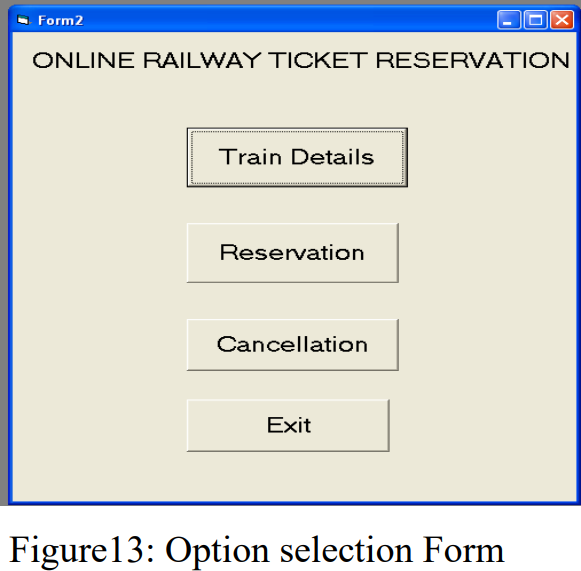 Form2
ONLINE RAILWAY TICKET RESERVATION
Train Details
Reservation
Cancellation
Exit
Figure13: Option selection Form